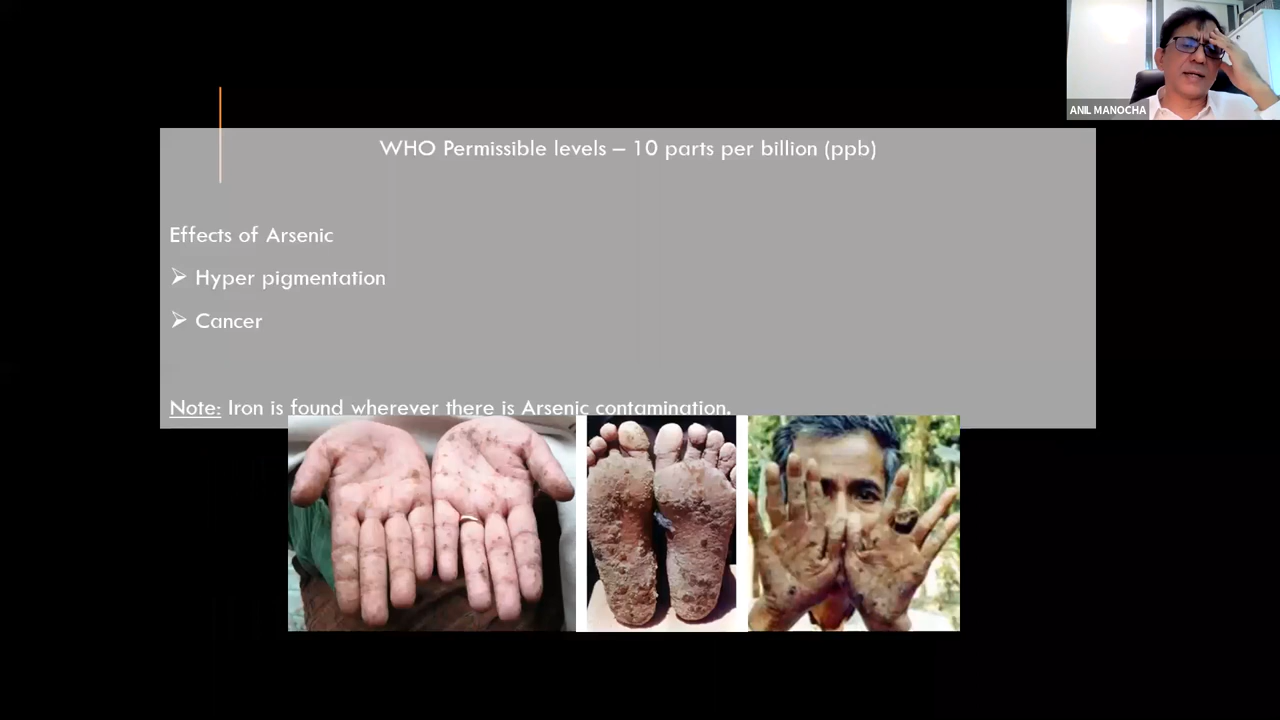 ANIL MANOCHA
WHO Permissible levels – 10 parts per billion (ppb)
Effects of Arsenic
➢ Hyper pigmentation
➢ Cancer
Note: Iron is found wherever there is Arsenic contamination.